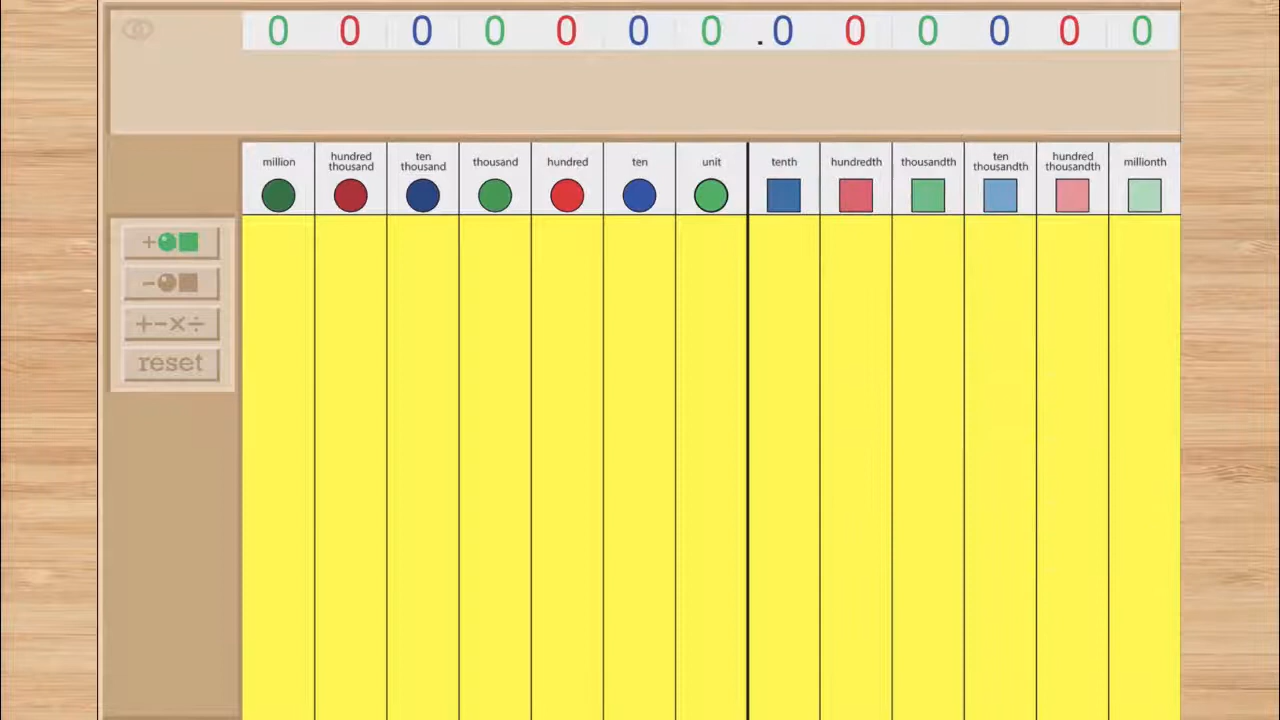 0 0 0 0 0 0 0 .0 0 0 0 0 0
million
hundred
thousand
ten
thousand
thousand
hundred
ten
unit
tenth
hundredth
thousandth
ten
thousandth
hundred
thousandth
millionth
+
−
+−×÷
reset